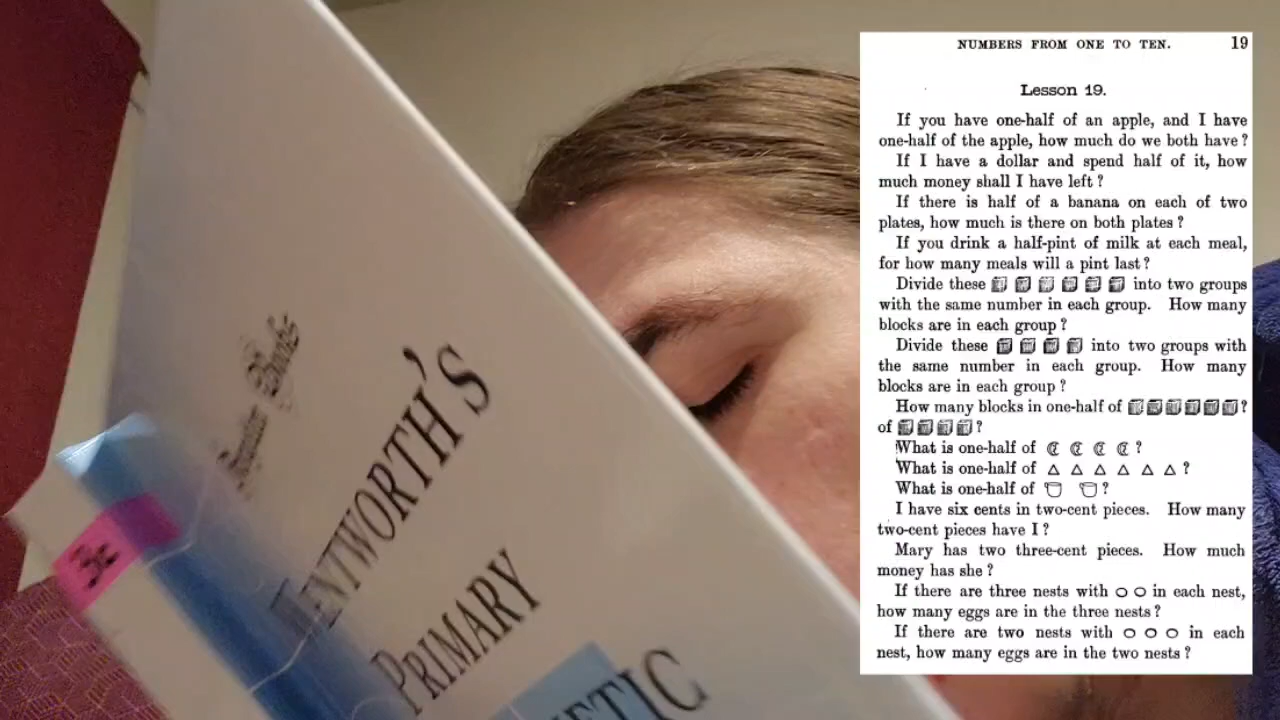 Books
WENTWORTH'S
PRIMARY
ETIC
3c
NUMBERS FROM ONE TO TEN. 19
Lesson 19.
If you have one-half of an apple, and I have
one-half of the apple, how much do we both have?
If I have a dollar and spend half of it, how
much money shall I have left?
If there is half of a banana on each of two
plates, how much is there on both plates?
If you drink a half-pint of milk at each meal,
for how many meals will a pint last?
Divide these into two groups
with the same number in each group. How many
blocks are in each group?
Divide these into two groups with
the same number in each group. How many
blocks are in each group?
How many blocks in one-half of ?
of ?
What is one-half of ?
What is one-half of ?
What is one-half of ?
I have six cents in two-cent pieces. How many
two-cent pieces have I?
Mary has two three-cent pieces. How much
money has she?
If there are three nests with in each nest,
how many eggs are in the three nests?
If there are two nests with in each
nest, how many eggs are in the two nests?